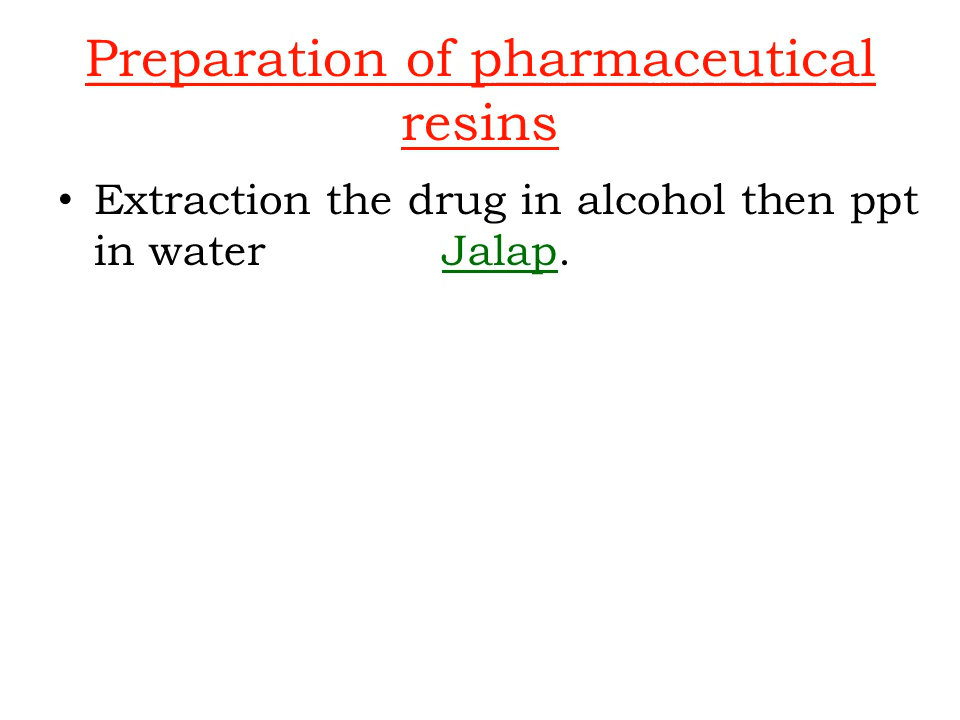 Preparation of pharmaceutical
resins
• Extraction the drug in alcohol then ppt
in water Jalap.